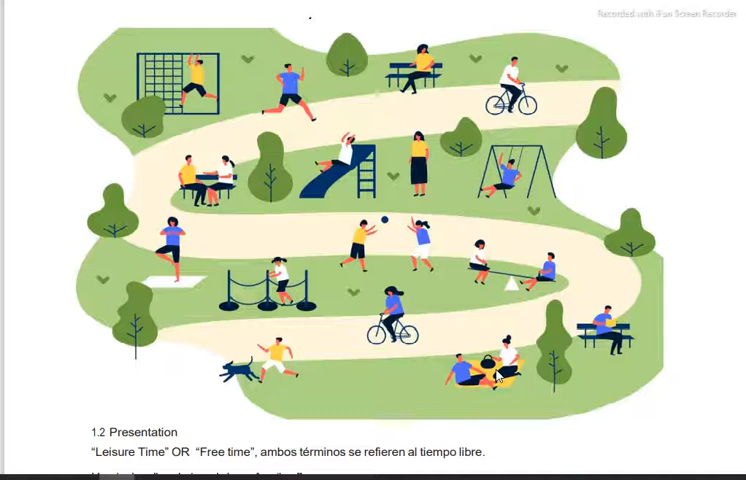 Recorded with iFun Screen Recorder
1.2 Presentation
“Leisure Time” OR “Free time”, ambos términos se refieren al tiempo libre.